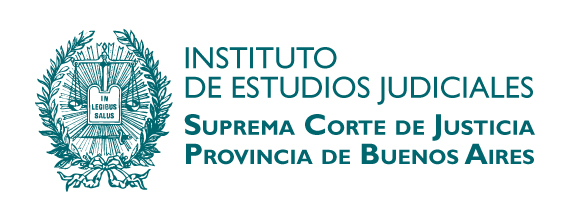 IN
LEGIBUS
SALUS
INSTITUTO
DE ESTUDIOS JUDICIALES
SUPREMA CORTE DE JUSTICIA
PROVINCIA DE BUENOS AIRES